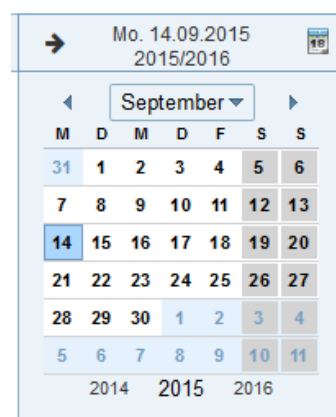 Mo. 14.09.2015
2015/2016
18
September
M D M D F S S
31 1 2 3 4 5 6
7 8 9 10 11 12 13
14 15 16 17 18 19 20
21 22 23 24 25 26 27
28 29 30 1 2 3 4
5 6 7 8 9 10 11
2014 2015 2016